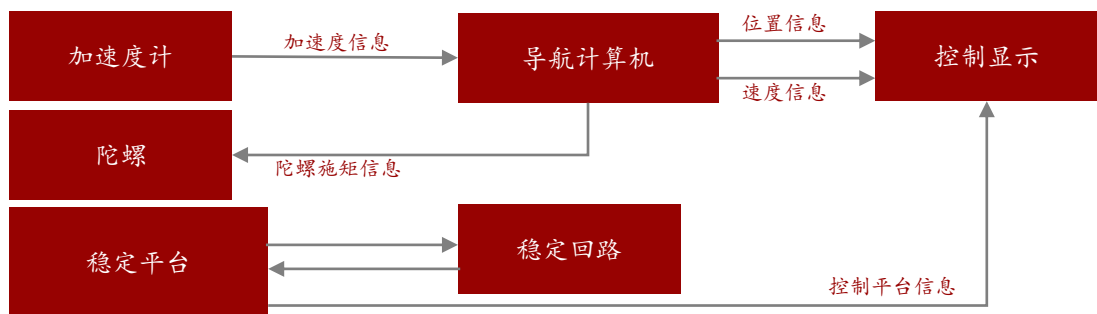 加速度计
加速度信息
导航计算机
位置信息
速度信息
控制显示
陀螺
陀螺施矩信息
稳定平台
稳定回路
控制平台信息